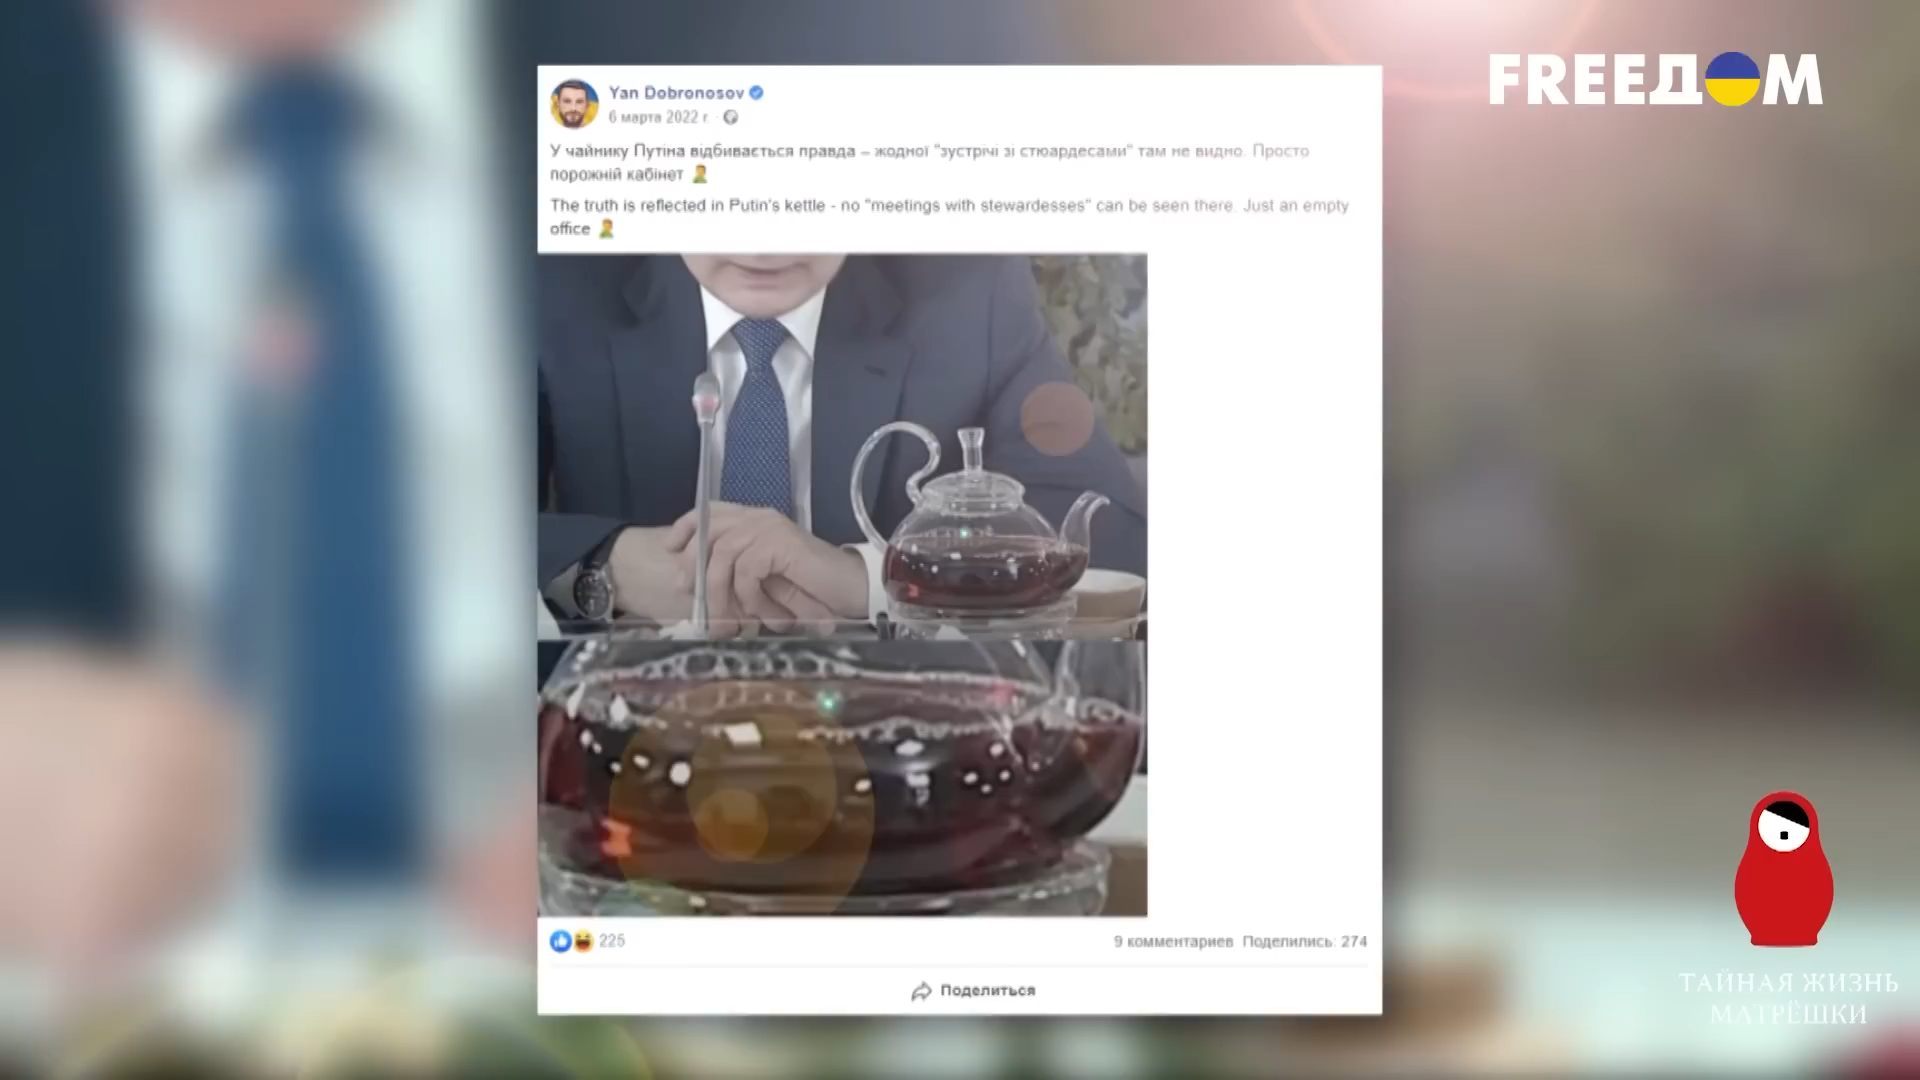 FREEДОМ
Yan Dobronosov
6 марта 2022 г.
У чайнику Путіна відбивається правда – жодної "зустрічі зі стюардесами" там не видно. Просто
порожній кабінет 🤦‍♂️
The truth is reflected in Putin's kettle - no "meetings with stewardesses" can be seen there. Just an empty
office 🤦‍♂️
225
9 комментариев Поделились: 274
Поделиться
ТАЙНАЯ ЖИЗНЬ
МАТРЁШКИ